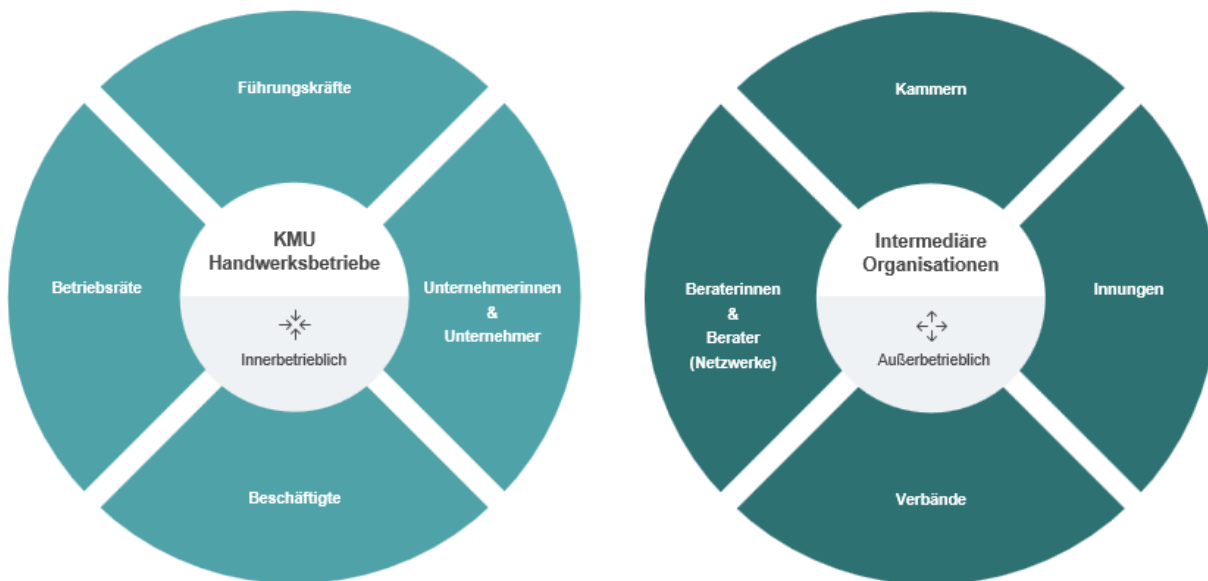 Führungskräfte
KMU
Handwerksbetriebe
Innerbetrieblich
Betriebsräte
Unternehmerinnen
&
Unternehmer
Beschäftigte
Kammern
Intermediäre
Organisationen
Außerbetrieblich
Beraterinnen
&
Berater
(Netzwerke)
Innungen
Verbände